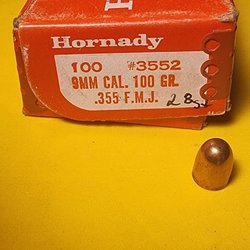 Hornady
100 #3552
9MM CAL. 100 GR.
.355 F.M.J.